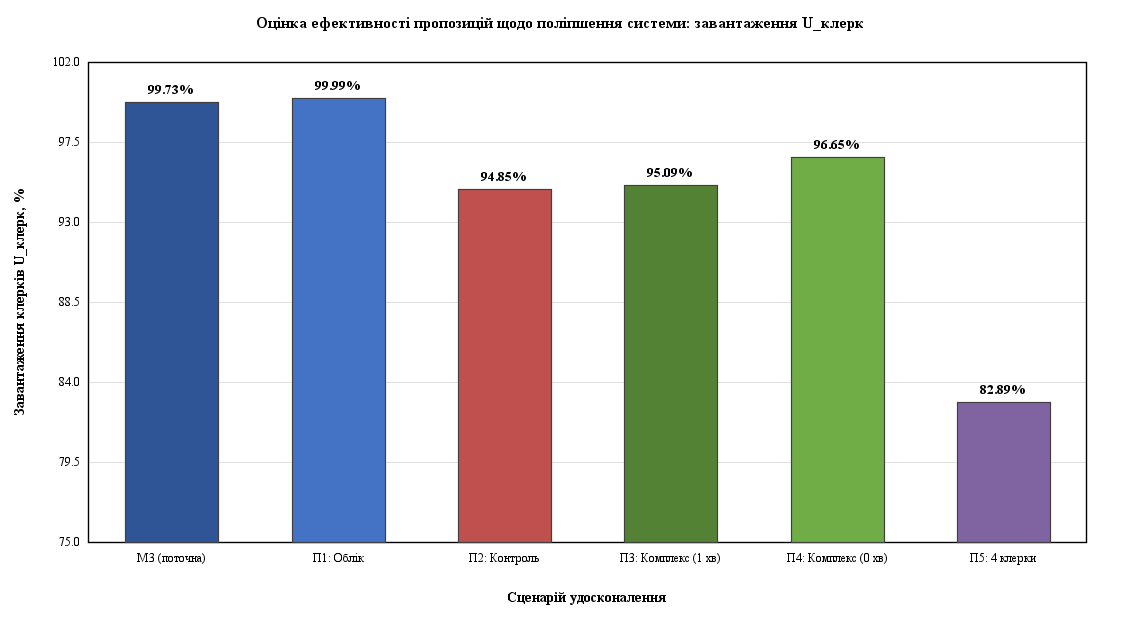 Оцінка ефективності пропозицій щодо поліпшення системи: завантаження U_клерк
102.0
97.5
93.0
88.5
84.0
79.5
75.0
Завантаження клерків U_клерк, %
99.73%
99.99%
94.85%
95.09%
96.65%
82.89%
М3 (поточна)
П1: Облік
П2: Контроль
П3: Комплекс (1 хв)
П4: Комплекс (0 хв)
П5: 4 клерки
Сценарій удосконалення